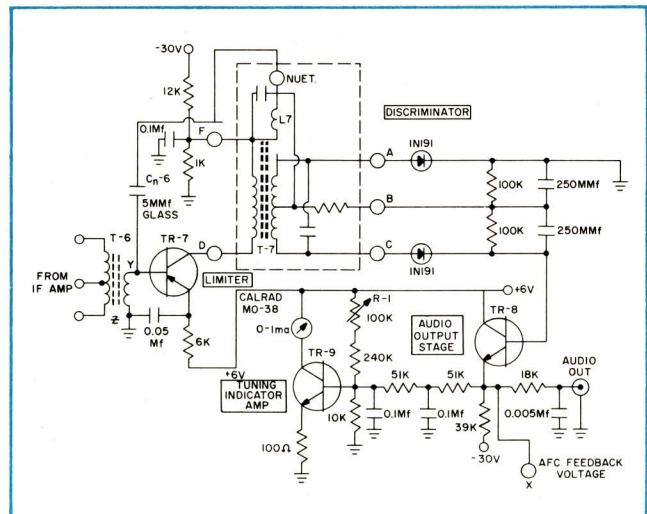 -30V
NUET.
12K
L7
DISCRIMINATOR
0.1Mf
F
A
1N191
1K
Cn-6
5MMf
GLASS
100K
250MMf
B
T-6
TR-7
D
100K
250MMf
Y
T-7
C
1N191
FROM
IF AMP
LIMITER
+6V
Z
CALRAD
MO-38
R-1
100K
TR-8
0.05
Mf
6K
0-1ma
AUDIO
OUTPUT
STAGE
TR-9
240K
AUDIO
OUT
+6V
51K
51K
18K
TUNING
INDICATOR
AMP
10K
0.1Mf
0.1Mf
39K
0.005Mf
100Ω
-30V
AFC FEEDBACK
VOLTAGE
X